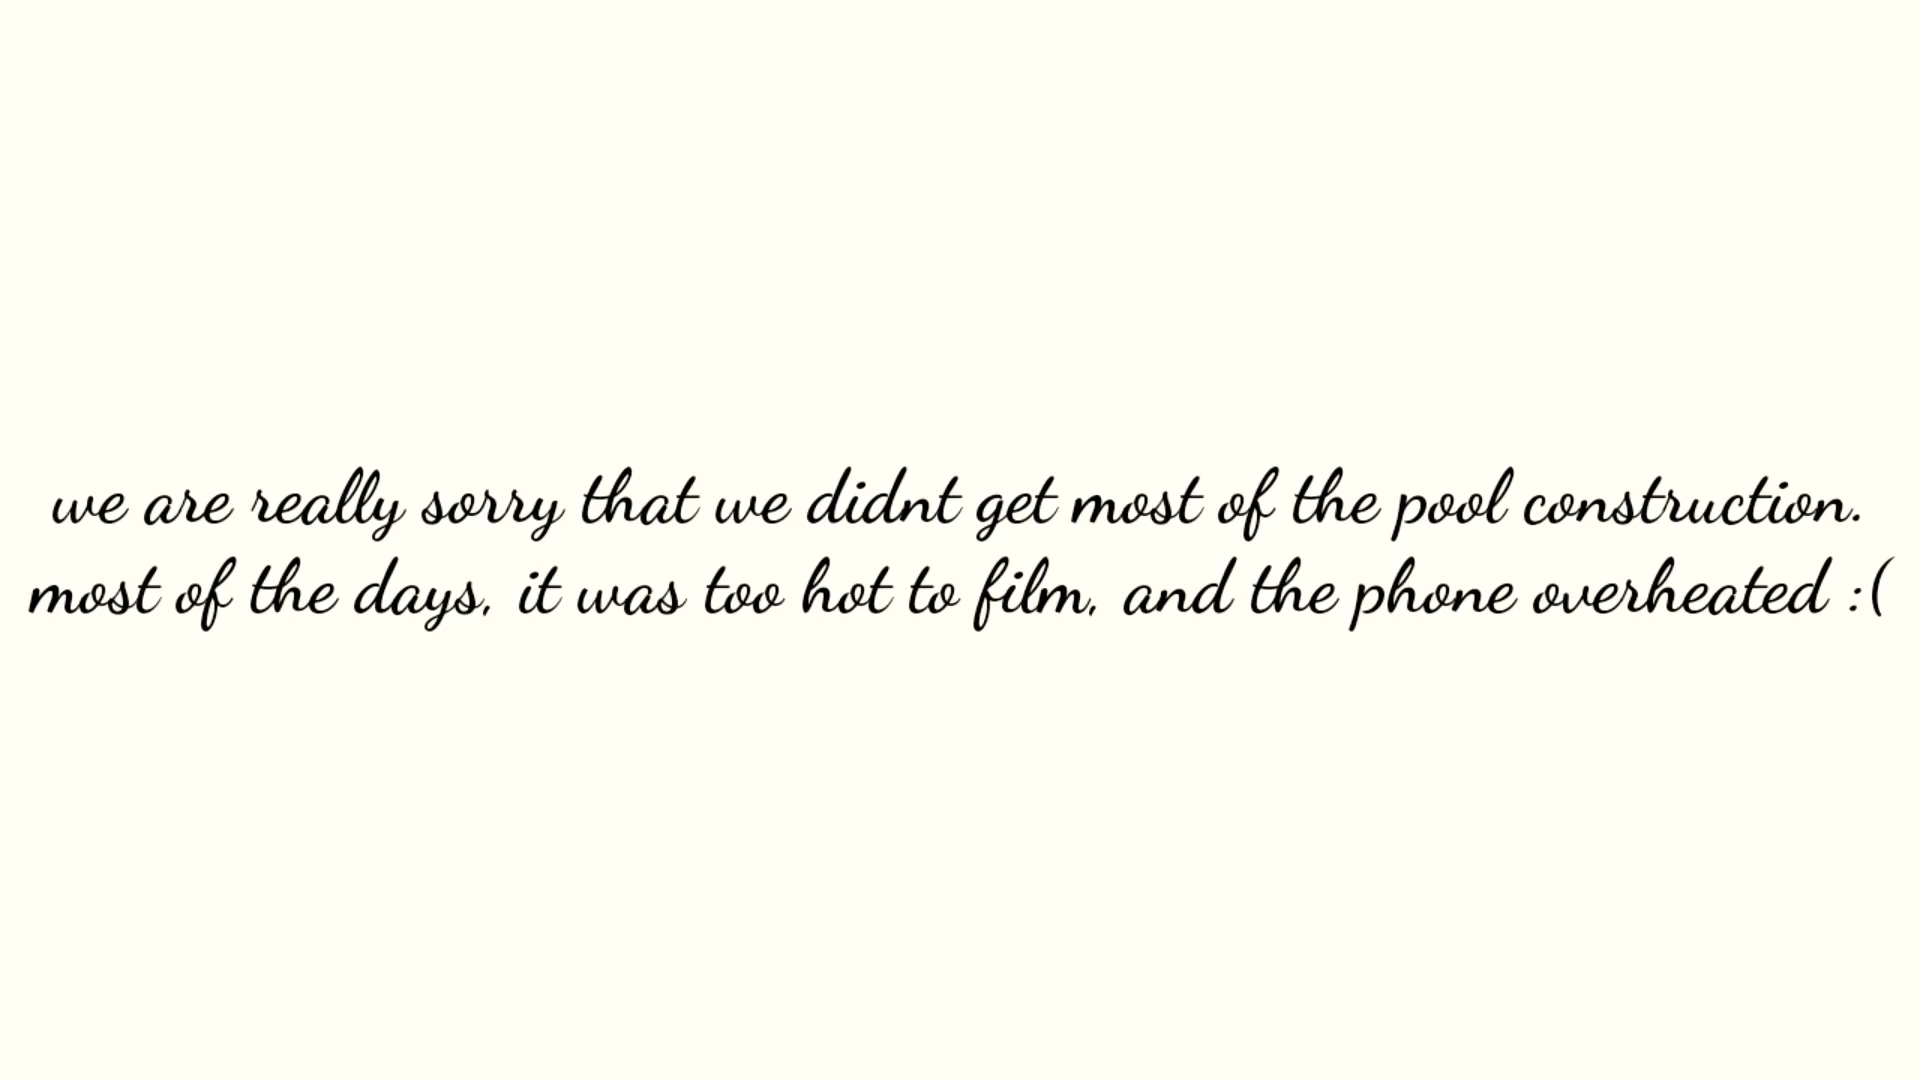 we are really sorry that we didnt get most of the pool construction.
most of the days, it was too hot to film, and the phone overheated :(